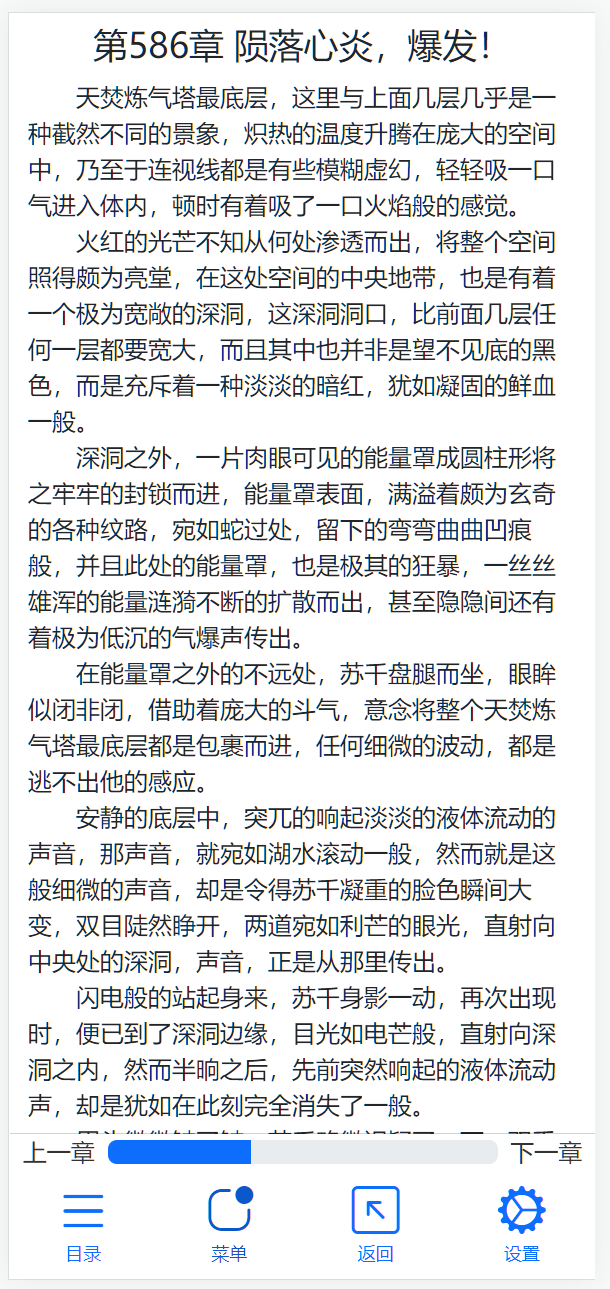 第586章 陨落心炎，爆发！
天焚炼气塔最底层，这里与上面几层几乎是一
种截然不同的景象，炽热的温度升腾在庞大的空间
中，乃至于连视线都是有些模糊虚幻，轻轻吸一口
气进入体内，顿时有着吸了一口火焰般的感觉。
火红的光芒不知从何处渗透而出，将整个空间
照得颇为亮堂，在这处空间的中央地带，也是有着
一个极为宽敞的深洞，这深洞洞口，比前面几层任
何一层都要宽大，而且其中也并非是望不见底的黑
色，而是充斥着一种淡淡的暗红，犹如凝固的鲜血
一般。
深洞之外，一片肉眼可见的能量罩成圆柱形将
之牢牢的封锁而进，能量罩表面，满溢着颇为玄奇
的各种纹路，宛如蛇过处，留下的弯弯曲曲凹痕
般，并且此处的能量罩，也是极其的狂暴，一丝丝
雄浑的能量涟漪不断的扩散而出，甚至隐隐间还有
着极为低沉的气爆声传出。
在能量罩之外的不远处，苏千盘腿而坐，眼眸
似闭非闭，借助着庞大的斗气，意念将整个天焚炼
气塔最底层都是包裹而进，任何细微的波动，都是
逃不出他的感应。
安静的底层中，突兀的响起淡淡的液体流动的
声音，那声音，就宛如湖水滚动一般，然而就是这
般细微的声音，却是令得苏千凝重的脸色瞬间大
变，双目陡然睁开，两道宛如利芒的眼光，直射向
中央处的深洞，声音，正是从那里传出。
闪电般的站起身来，苏千身影一动，再次出现
时，便已到了深洞边缘，目光如电芒般，直射向深
洞之内，然而半晌之后，先前突然响起的液体流动
声，却是犹如在此刻完全消失了一般。
上一章 下一章
目录 菜单 返回 设置